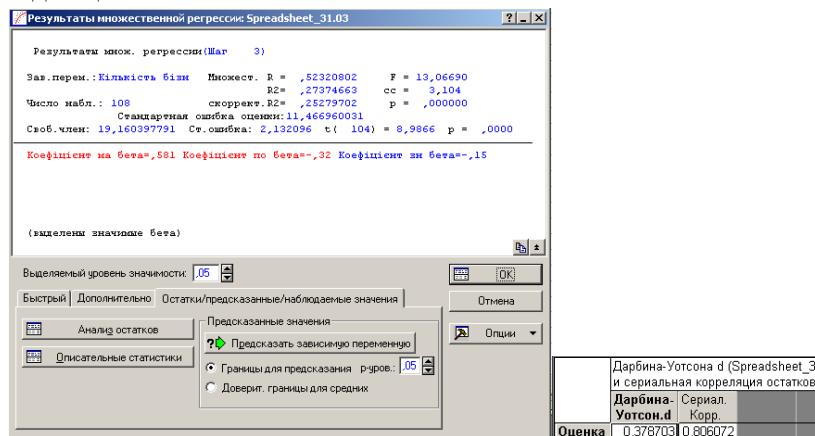 Результаты множественной регрессии: Spreadsheet_31.03
Результаты множ. регрессии(Шаг 3)
Зав.перем.:Кількість бізн Множест. R = ,52320802 F = 13,06690
R2= ,27374663 сс = 3,104
Число набл.: 108 скоррект.R2= ,25279702 p = ,000000
Стандартная ошибка оценки:11,466960031
Своб.член: 19,160397791 Ст.ошибка: 2,132096 t( 104) = 8,9866 p = ,0000
Коефіцієнт ма бета=,581 Коефіцієнт по бета=-,32 Коефіцієнт зн бета=-,15
(выделены значимые бета)
Выделяемый уровень значимости: ,05
OK
Быстрый Дополнительно Остатки/предсказанные/наблюдаемые значения
Отмена
Анализ остатков
Описательные статистики
Предсказанные значения
Предсказать зависимую переменную
Границы для предсказания р-уров.: ,05
Доверит. границы для средних
Опции
Дарбина-Уотсона d (Spreadsheet_3
и сериальная корреляция остатков
Дарбина- Сериал.
Уотсон.d Корр.
Оценка 0,378703 0,806072